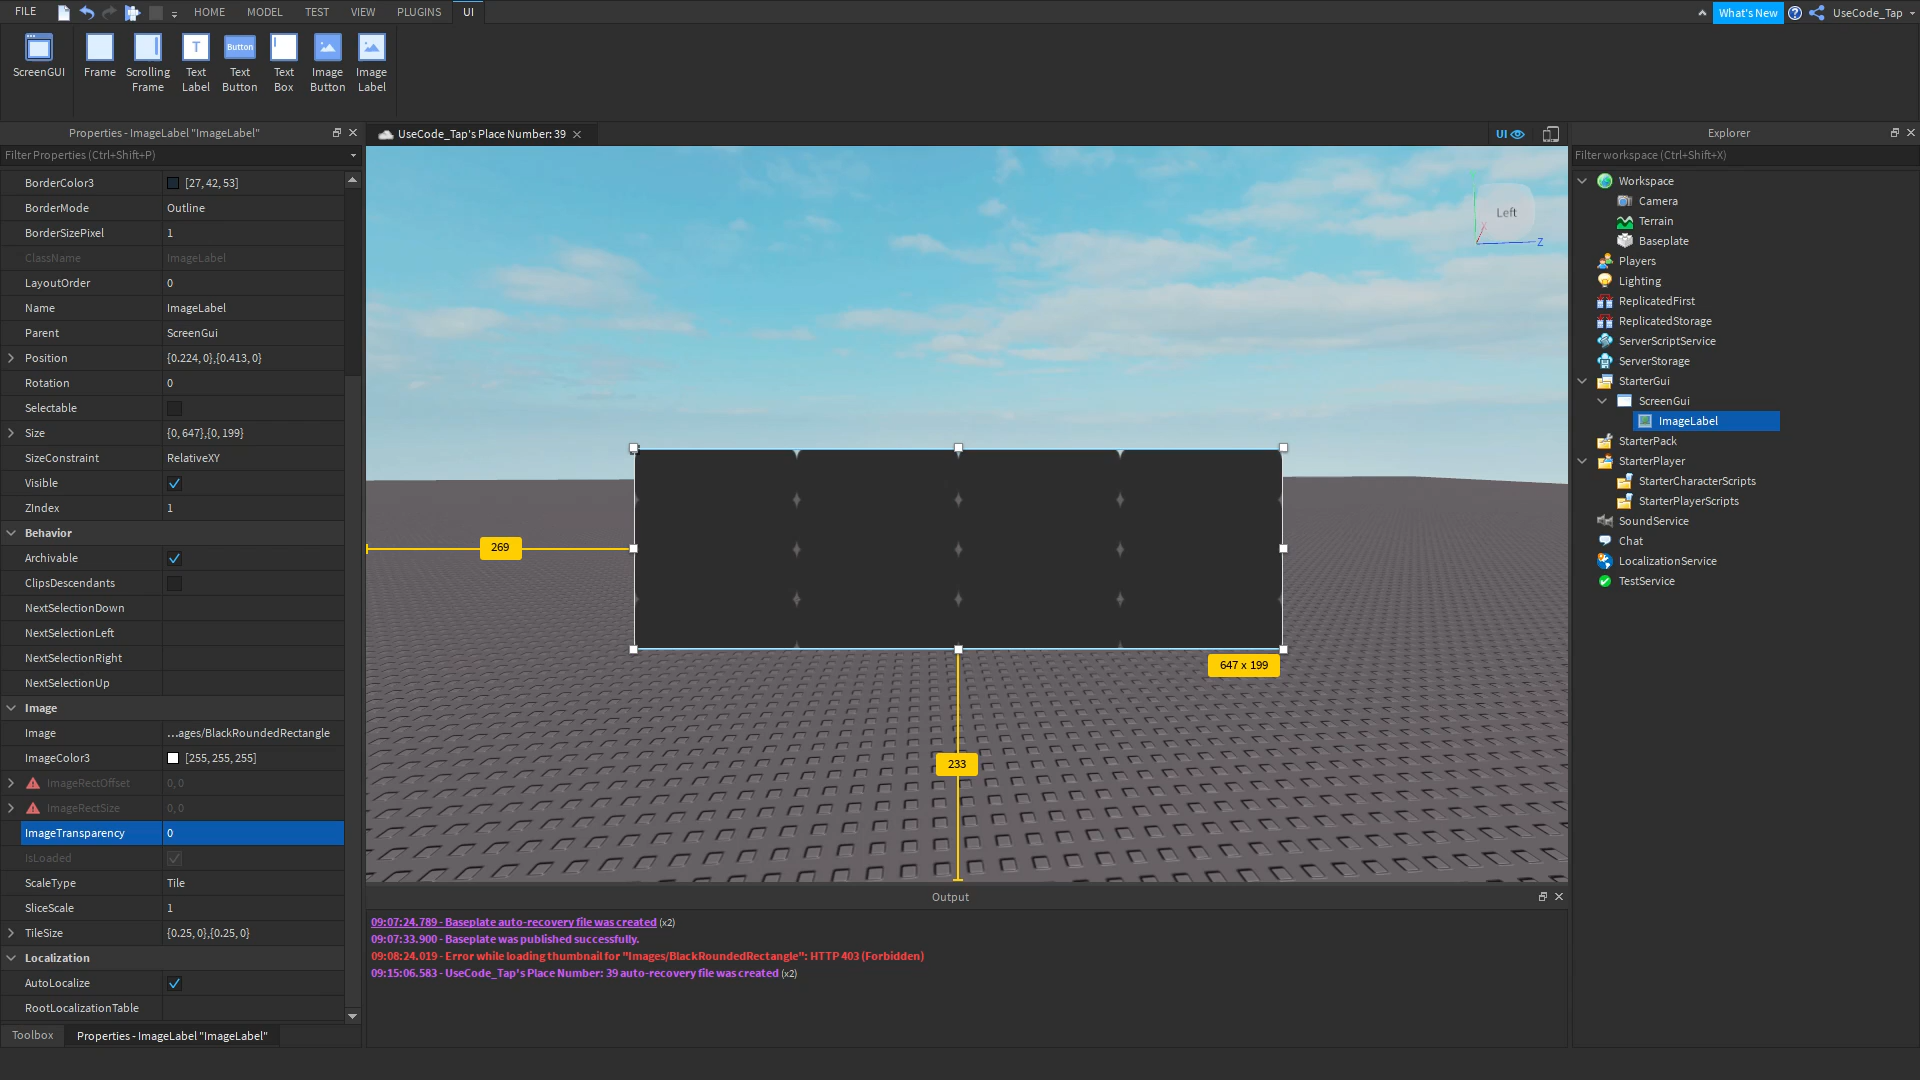 FILE
HOME
MODEL
TEST
VIEW
PLUGINS
UI
What's New
UseCode_Tap
ScreenGUI
Frame
Scrolling
Frame
Text
Label
Text
Button
Text
Box
Image
Button
Image
Label
T
Button
Properties - ImageLabel "ImageLabel"
Filter Properties (Ctrl+Shift+P)
BorderColor3 [27, 42, 53]
BorderMode Outline
BorderSizePixel 1
ClassName ImageLabel
LayoutOrder 0
Name ImageLabel
Parent ScreenGui
Position {0.224, 0},{0.413, 0}
Rotation 0
Selectable
Size {0, 647},{0, 199}
SizeConstraint RelativeXY
Visible
ZIndex 1
Behavior
Archivable
ClipsDescendants
NextSelectionDown
NextSelectionLeft
NextSelectionRight
NextSelectionUp
Image
Image ...ages/BlackRoundedRectangle
ImageColor3 [255, 255, 255]
ImageRectOffset 0, 0
ImageRectSize 0, 0
ImageTransparency 0
IsLoaded
ScaleType Tile
SliceScale 1
TileSize {0.25, 0},{0.25, 0}
Localization
AutoLocalize
RootLocalizationTable
Toolbox
Properties - ImageLabel "ImageLabel"
UseCode_Tap's Place Number: 39
UI
Left
Z
269
647 x 199
233
Output
09:07:24.789 - Baseplate auto-recovery file was created (x2)
09:07:33.900 - Baseplate was published successfully.
09:08:24.019 - Error while loading thumbnail for "Images/BlackRoundedRectangle": HTTP 403 (Forbidden)
09:15:06.583 - UseCode_Tap's Place Number: 39 auto-recovery file was created (x2)
Explorer
Filter workspace (Ctrl+Shift+X)
Workspace
Camera
Terrain
Baseplate
Players
Lighting
ReplicatedFirst
ReplicatedStorage
ServerScriptService
ServerStorage
StarterGui
ScreenGui
ImageLabel
StarterPack
StarterPlayer
StarterCharacterScripts
StarterPlayerScripts
SoundService
Chat
LocalizationService
TestService